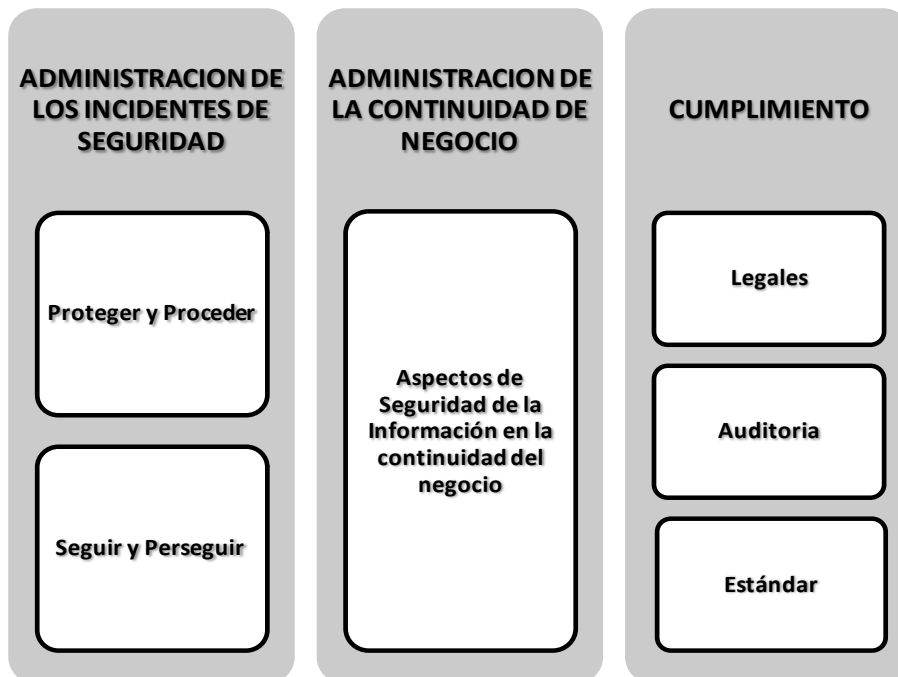 ADMINISTRACION DE
LOS INCIDENTES DE
SEGURIDAD
Proteger y Proceder
Seguir y Perseguir
ADMINISTRACION DE
LA CONTINUIDAD DE
NEGOCIO
Aspectos de
Seguridad de la
Información en la
continuidad del
negocio
CUMPLIMIENTO
Legales
Auditoria
Estándar